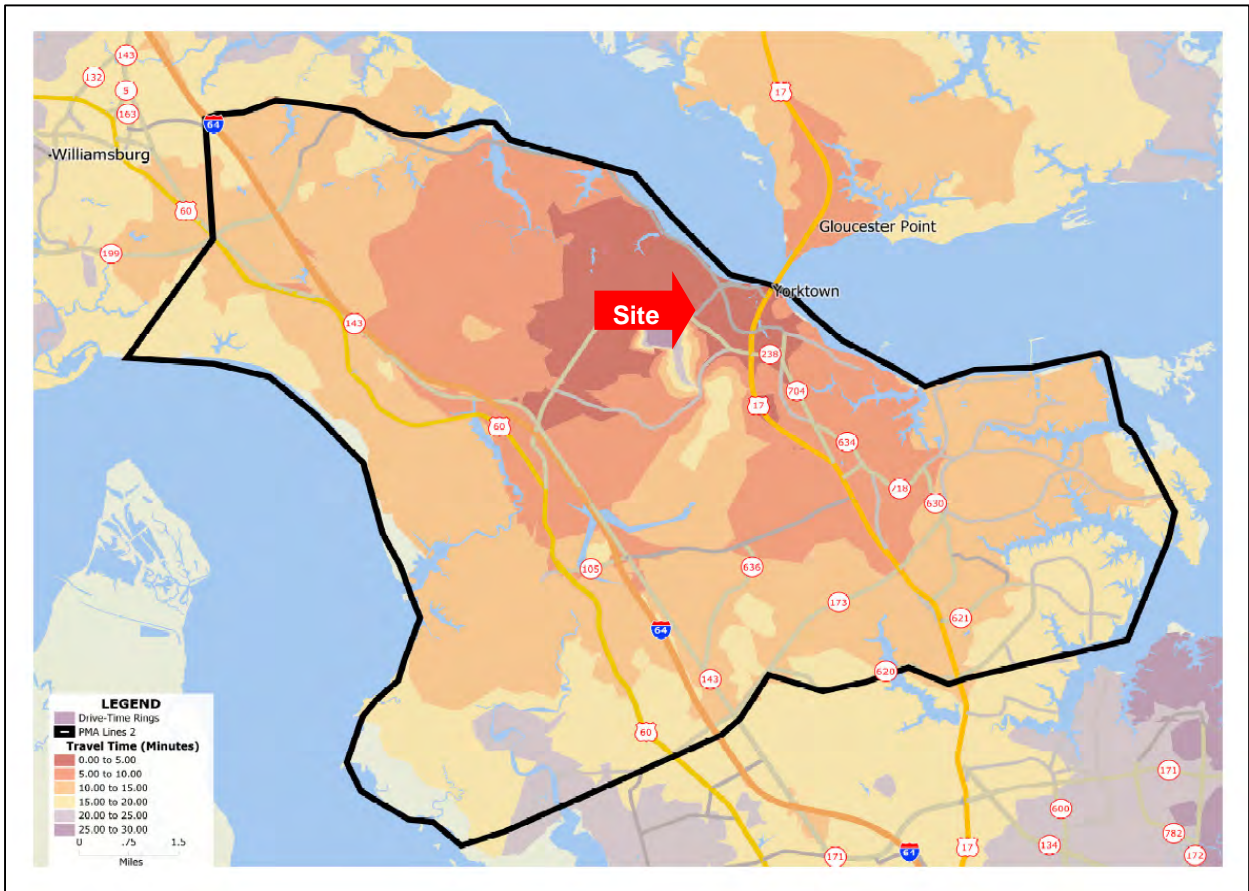 143
132
5
163
64
17
Williamsburg
60
199
Gloucester Point
Yorktown
Site
143
238
704
17
60
634
718
630
105
636
173
64
621
620
143
60
171
600
782
134
172
171
64
17
LEGEND
Drive-Time Rings
PMA Lines 2
Travel Time (Minutes)
0.00 to 5.00
5.00 to 10.00
10.00 to 15.00
15.00 to 20.00
20.00 to 25.00
25.00 to 30.00
0 .75 1.5
Miles